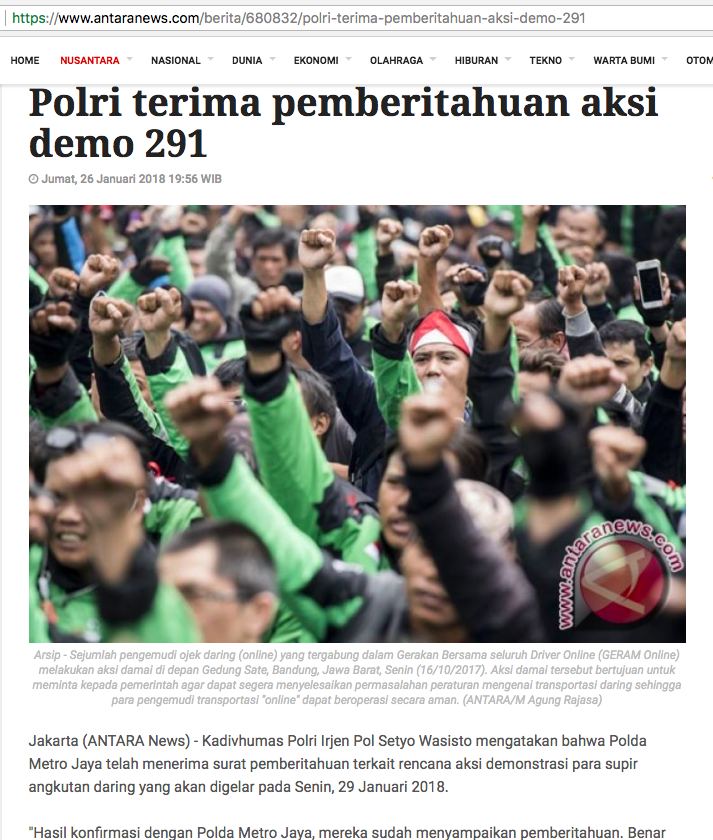 https://www.antaranews.com/berita/680832/polri-terima-pemberitahuan-aksi-demo-291
HOME NUSANTARA NASIONAL DUNIA EKONOMI OLAHRAGA HIBURAN TEKNO WARTA BUMI OTOM
Polri terima pemberitahuan aksi
demo 291
Jumat, 26 Januari 2018 19:56 WIB
www.antaranews.com
Arsip - Sejumlah pengemudi ojek daring (online) yang tergabung dalam Gerakan Bersama seluruh Driver Online (GERAM Online)
melakukan aksi damai di depan Gedung Sate, Bandung, Jawa Barat, Senin (16/10/2017). Aksi damai tersebut bertujuan untuk
meminta kepada pemerintah agar dapat segera menyelesaikan permasalahan peraturan mengenai transportasi daring sehingga
para pengemudi transportasi "online" dapat beroperasi secara aman. (ANTARA/M Agung Rajasa)
Jakarta (ANTARA News) - Kadivhumas Polri Irjen Pol Setyo Wasisto mengatakan bahwa Polda
Metro Jaya telah menerima surat pemberitahuan terkait rencana aksi demonstrasi para supir
angkutan daring yang akan digelar pada Senin, 29 Januari 2018.
"Hasil konfirmasi dengan Polda Metro Jaya, mereka sudah menyampaikan pemberitahuan. Benar